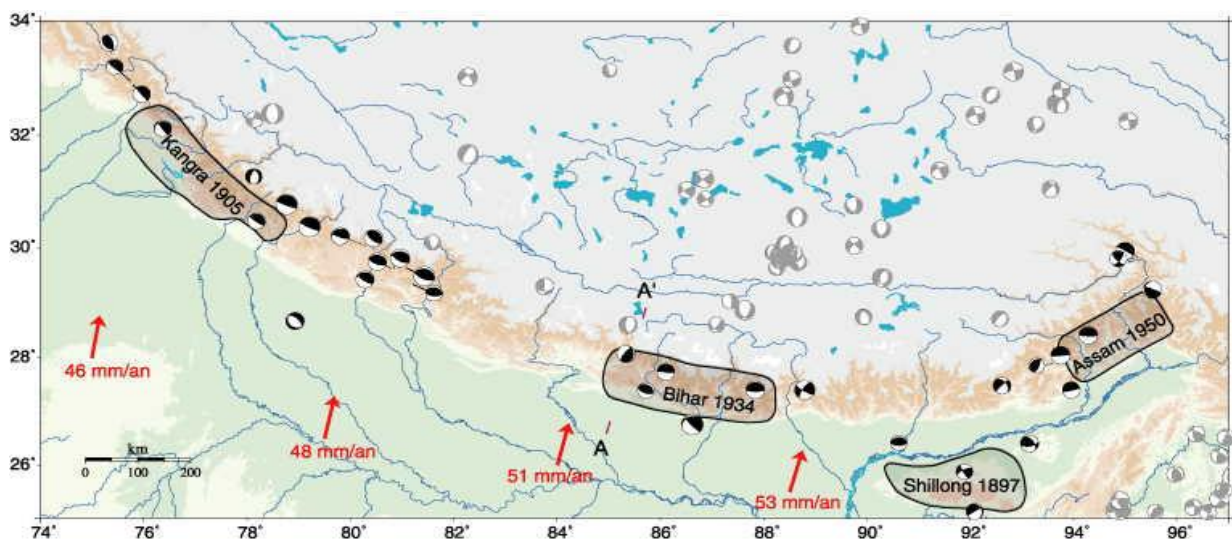 34°
32°
30°
28°
26°
Kangra 1905
A'
Assam 1950
46 mm/an
Bihar 1934
48 mm/an
A
51 mm/an
53 mm/an
Shillong 1897
km
0 100 200
74 76 78 80 82 84 86 88 90 92 94 96